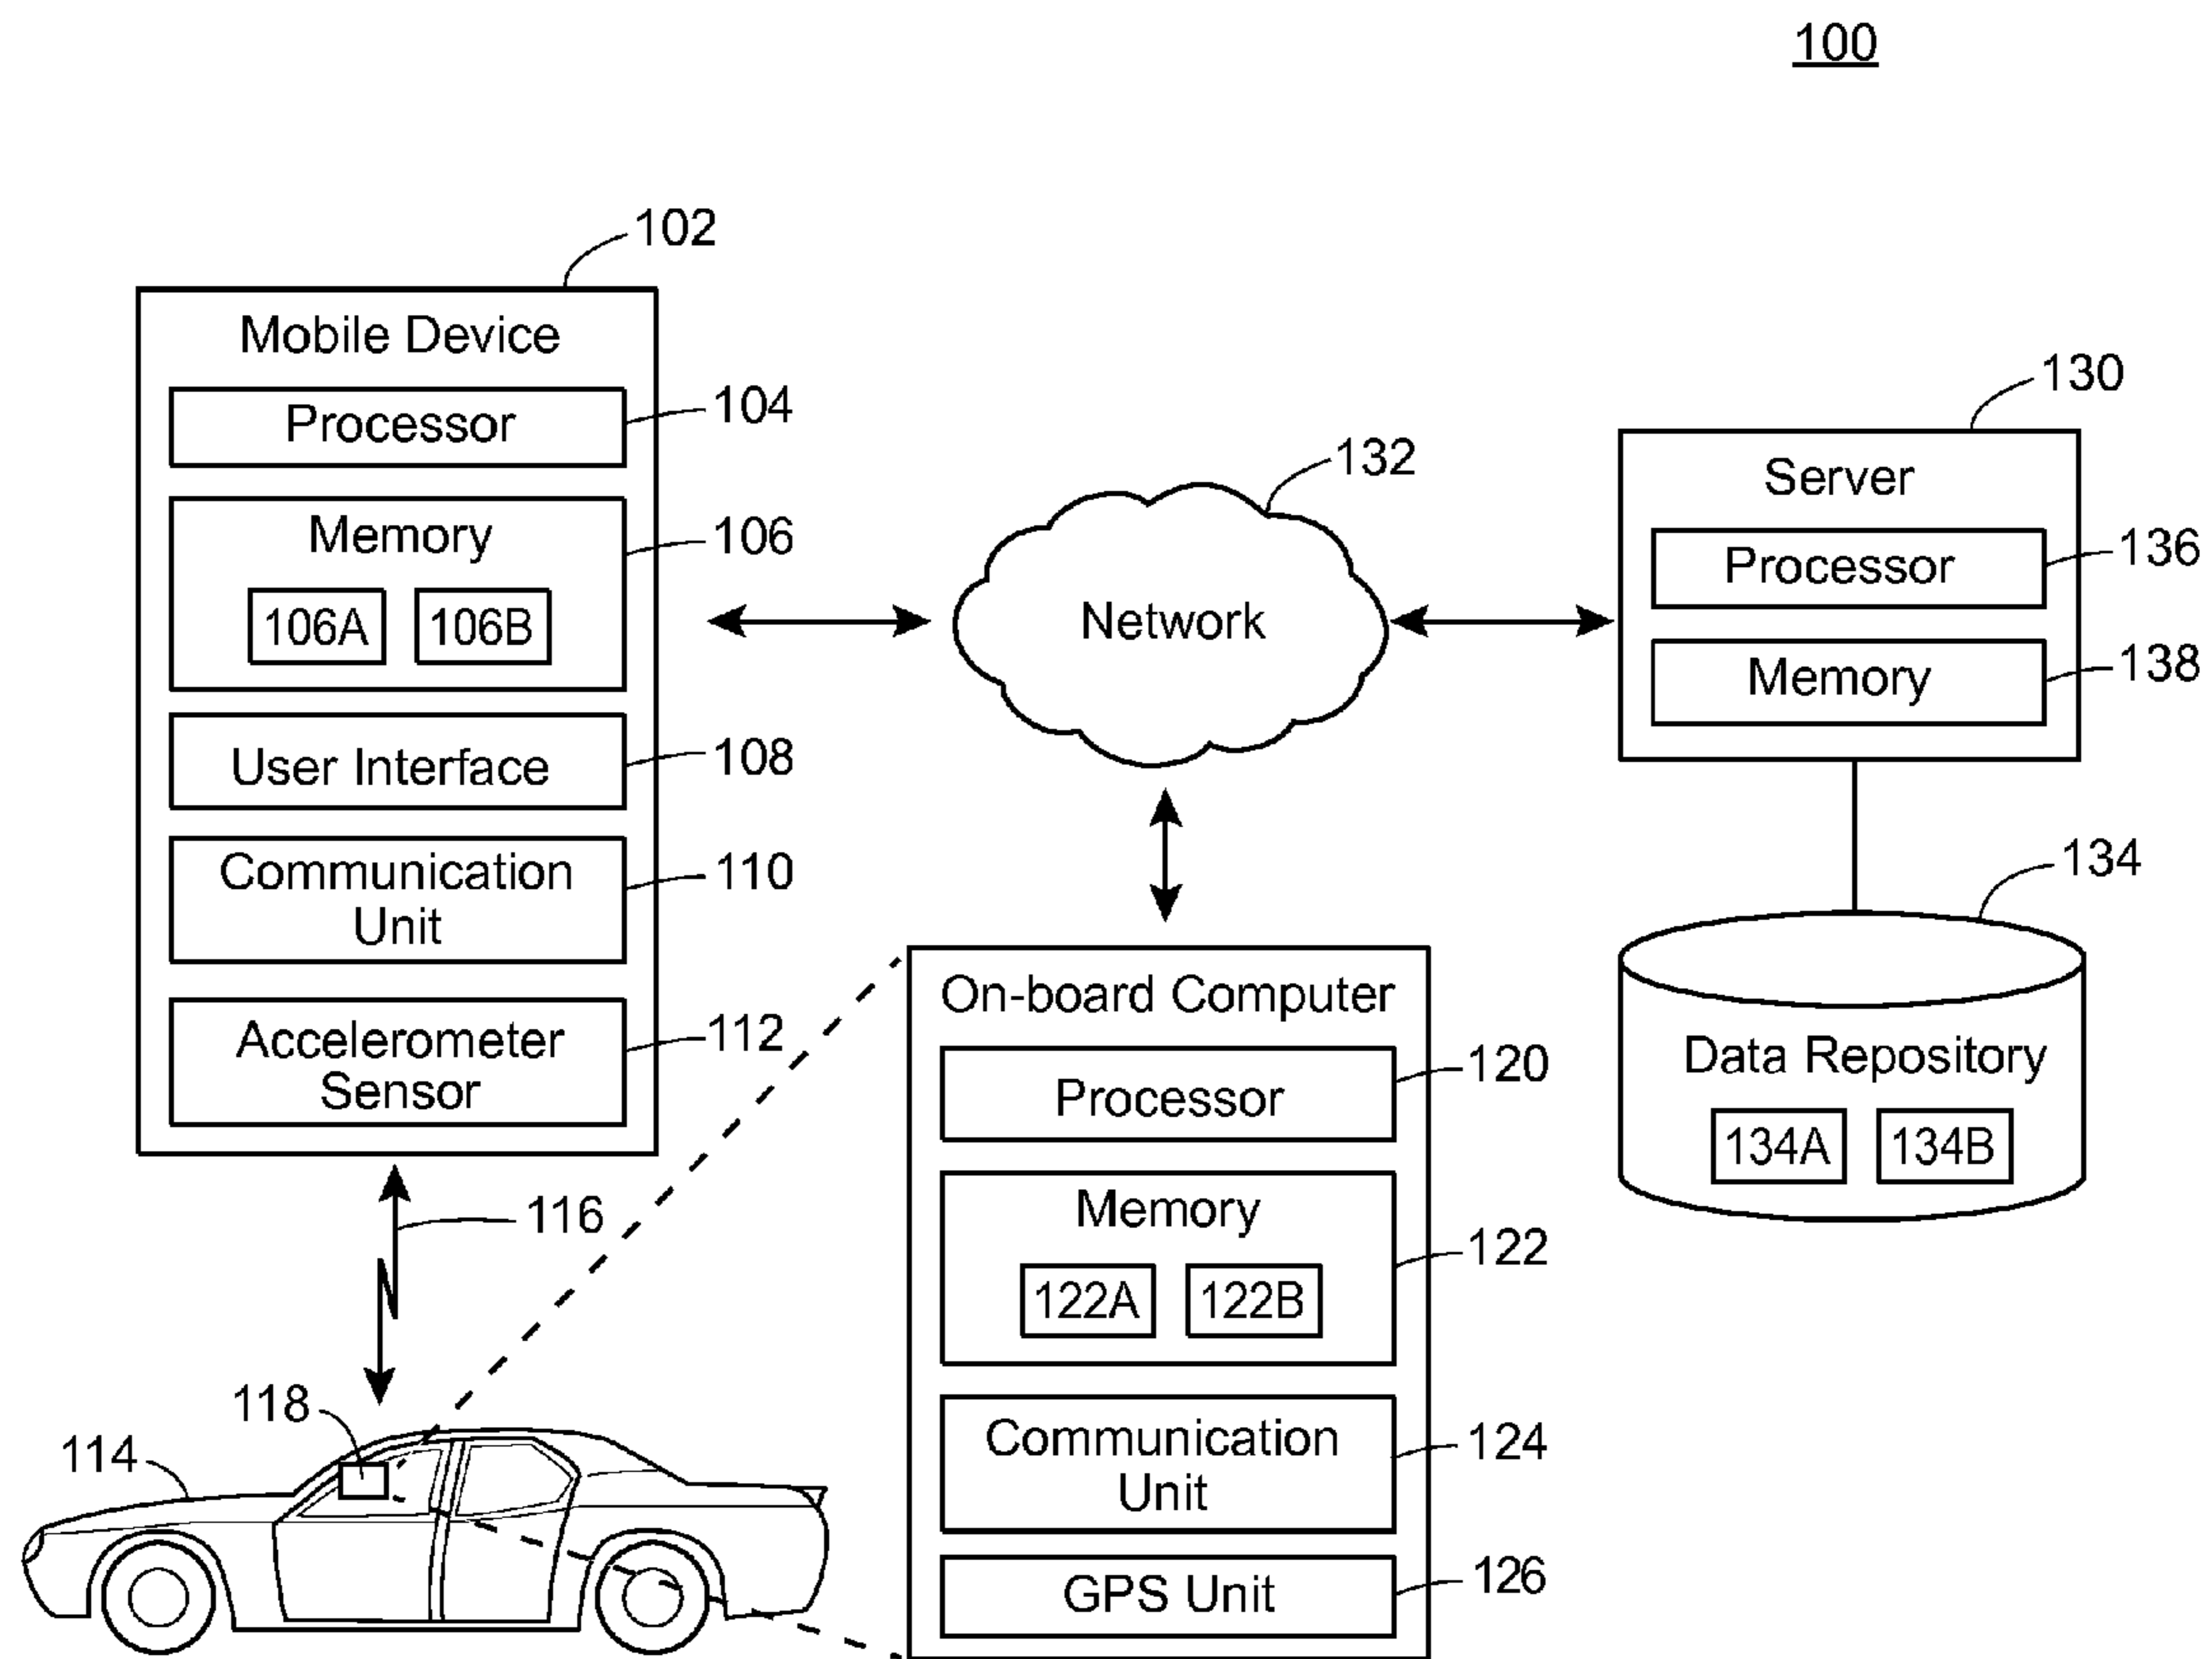 100
102
Mobile Device
Processor
104
Memory
106
106A 106B
User Interface
108
Communication
Unit
110
Accelerometer
Sensor
112
116
118
114
132
Network
130
Server
Processor
136
Memory
138
134
Data Repository
134A 134B
On-board Computer
Processor
120
Memory
122
122A 122B
Communication
Unit
124
GPS Unit
126